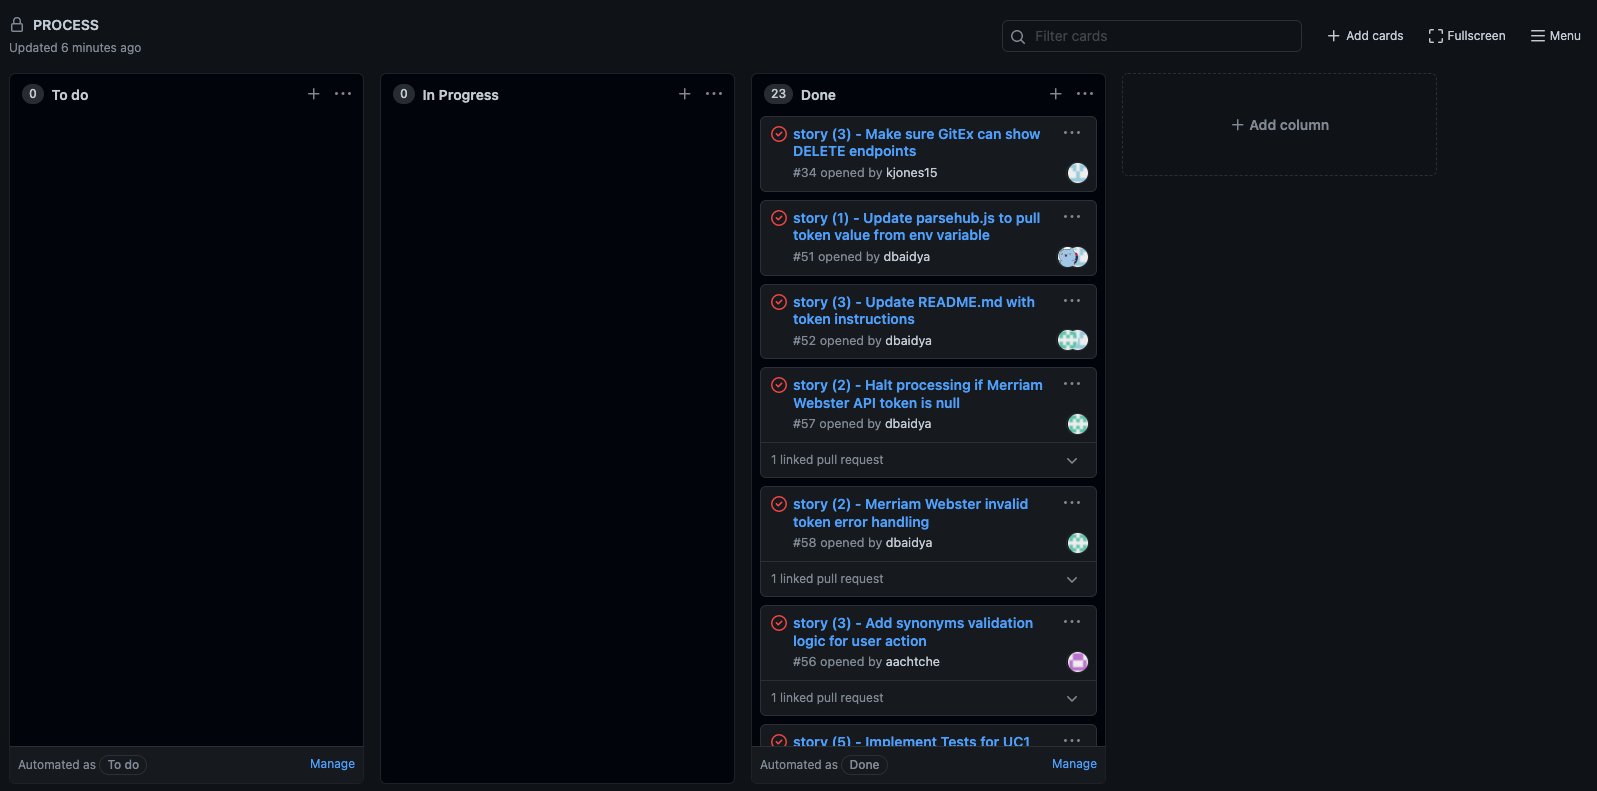 PROCESS
Updated 6 minutes ago
Filter cards
Add cards
Fullscreen
Menu
0 To do
Automated as To do
Manage
0 In Progress
23 Done
story (3) - Make sure GitEx can show
DELETE endpoints
#34 opened by kjones15
story (1) - Update parsehub.js to pull
token value from env variable
#51 opened by dbaidya
story (3) - Update README.md with
token instructions
#52 opened by dbaidya
story (2) - Halt processing if Merriam
Webster API token is null
#57 opened by dbaidya
1 linked pull request
story (2) - Merriam Webster invalid
token error handling
#58 opened by dbaidya
1 linked pull request
story (3) - Add synonyms validation
logic for user action
#56 opened by aachtche
1 linked pull request
story (5) - Implement Tests for UC1
Automated as Done
Manage
Add column